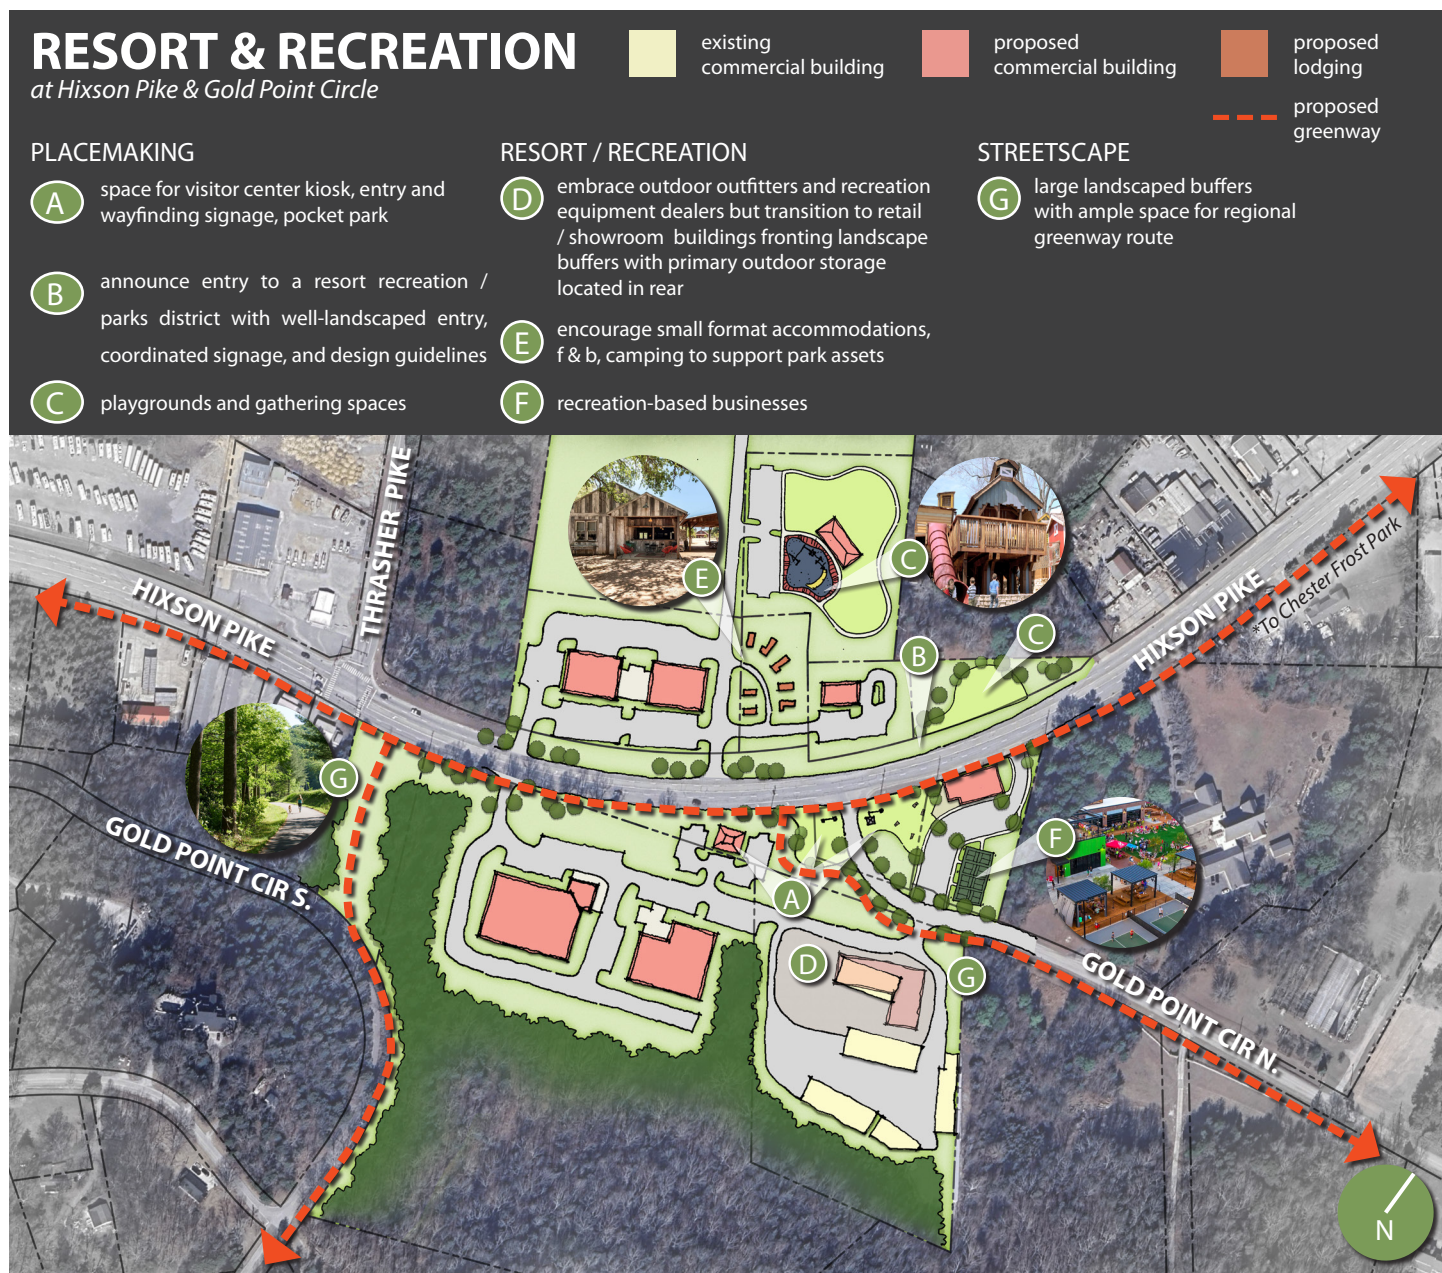 RESORT & RECREATION
at Hixson Pike & Gold Point Circle
existing
commercial building
proposed
commercial building
proposed
lodging
proposed
greenway
PLACEMAKING
A
space for visitor center kiosk, entry and
wayfinding signage, pocket park
B
announce entry to a resort recreation /
parks district with well-landscaped entry,
coordinated signage, and design guidelines
C
playgrounds and gathering spaces
RESORT / RECREATION
D
embrace outdoor outfitters and recreation
equipment dealers but transition to retail
/ showroom buildings fronting landscape
buffers with primary outdoor storage
located in rear
E
encourage small format accommodations,
f & b, camping to support park assets
F
recreation-based businesses
STREETSCAPE
G
large landscaped buffers
with ample space for regional
greenway route
THRASHER PIKE
HIXSON PIKE
E
C
C
B
HIXSON PIKE
*To Chester Frost Park
G
GOLD POINT CIR S.
F
A
D
G
GOLD POINT CIR N.
N